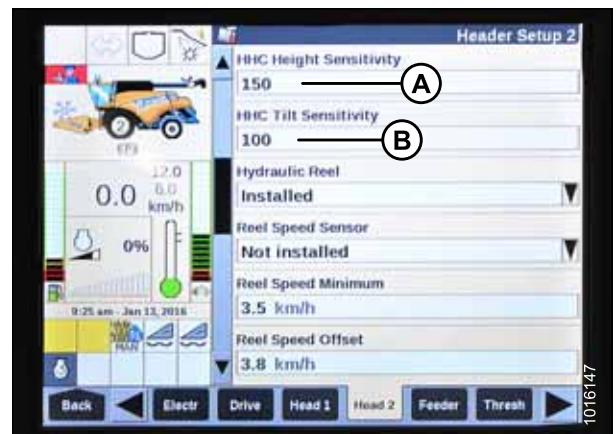 Header Setup 2
HHC Height Sensitivity
150
A
HHC Tilt Sensitivity
100
B
Hydraulic Reel
Installed
Reel Speed Sensor
Not installed
Reel Speed Minimum
3.5 km/h
Reel Speed Offset
3.8 km/h
2
12.0
6.0
0.0 km/h
0%
9:25 am - Jan 13, 2016
MAN
Back
Electr
Drive
Head 1
Head 2
Feeder
Thresh
1016147